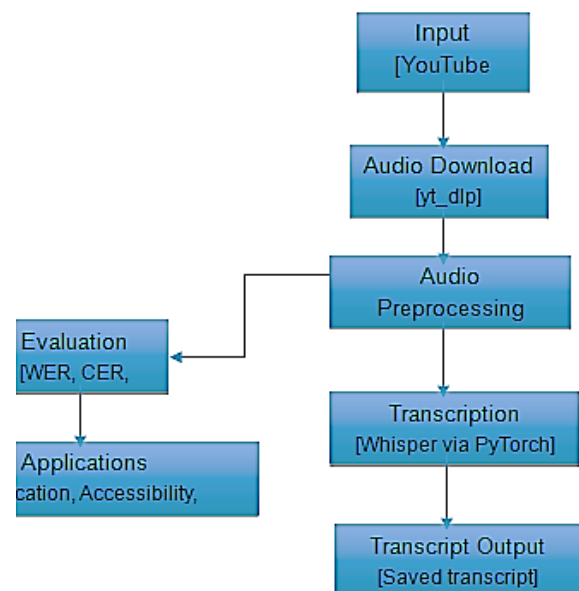 Input
[YouTube
Audio Download
[yt_dlp]
Audio
Preprocessing
Evaluation
[WER, CER,
Transcription
[Whisper via PyTorch]
Applications
cation, Accessibility,
Transcript Output
[Saved transcript]